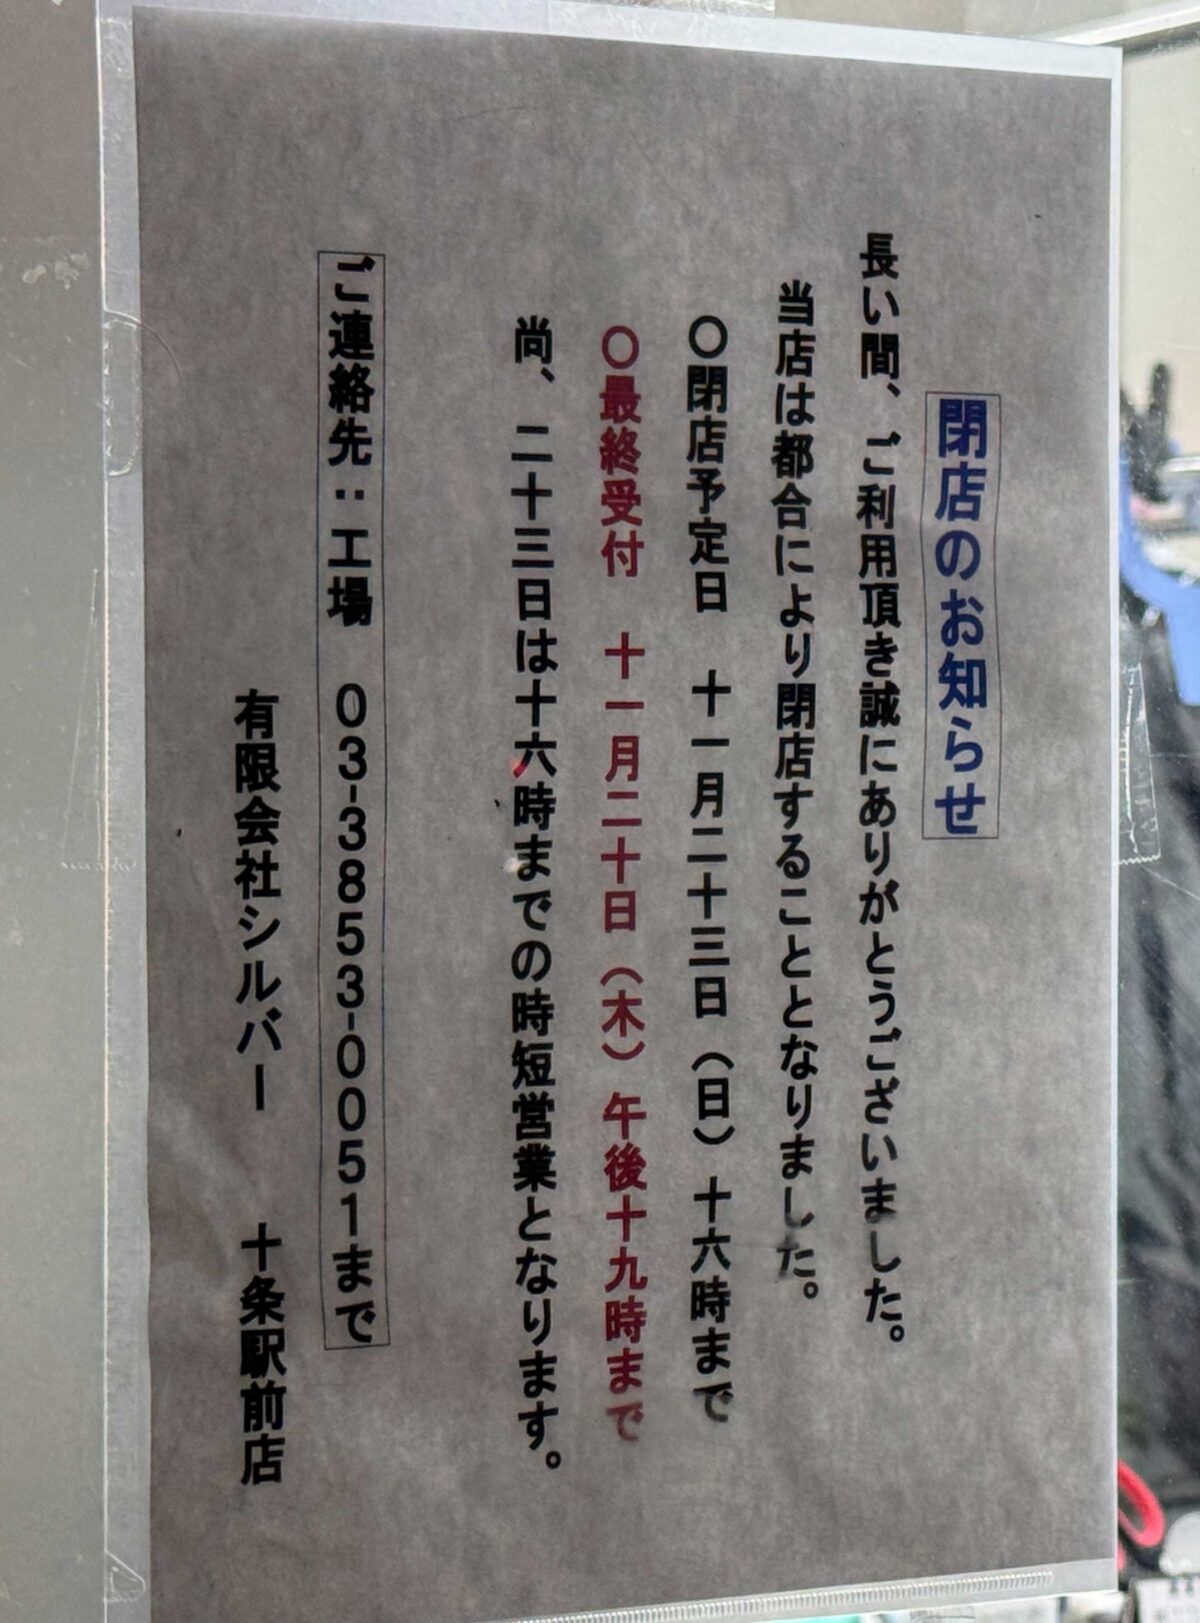 閉店のお知らせ
長い間、ご利用頂き誠にありがとうございました。
当店は都合により閉店することとなりました。
〇閉店予定日　十一月二十三日（日）十六時まで
〇最終受付　十一月二十日（木）午後十九時まで
尚、二十三日は十六時までの時短営業となります。
ご連絡先：工場　03-3853-0051まで
有限会社シルバー　十条駅前店